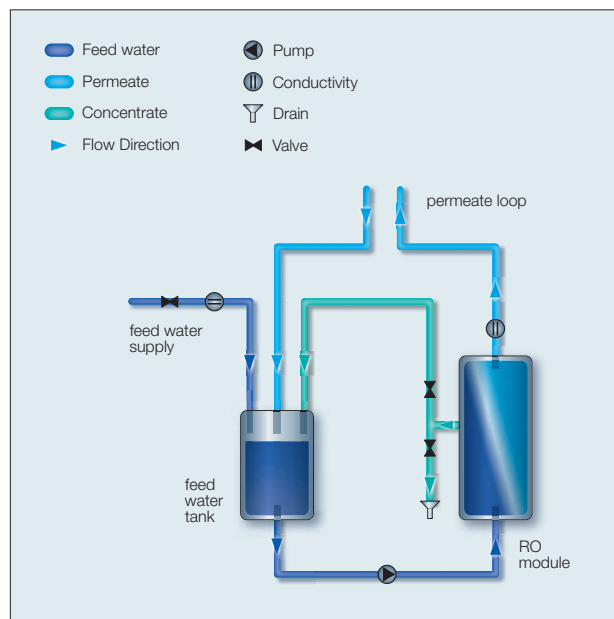 Feed water
Permeate
Concentrate
Flow Direction
Pump
Conductivity
Drain
Valve
permeate loop
feed water
supply
feed
water
tank
RO
module